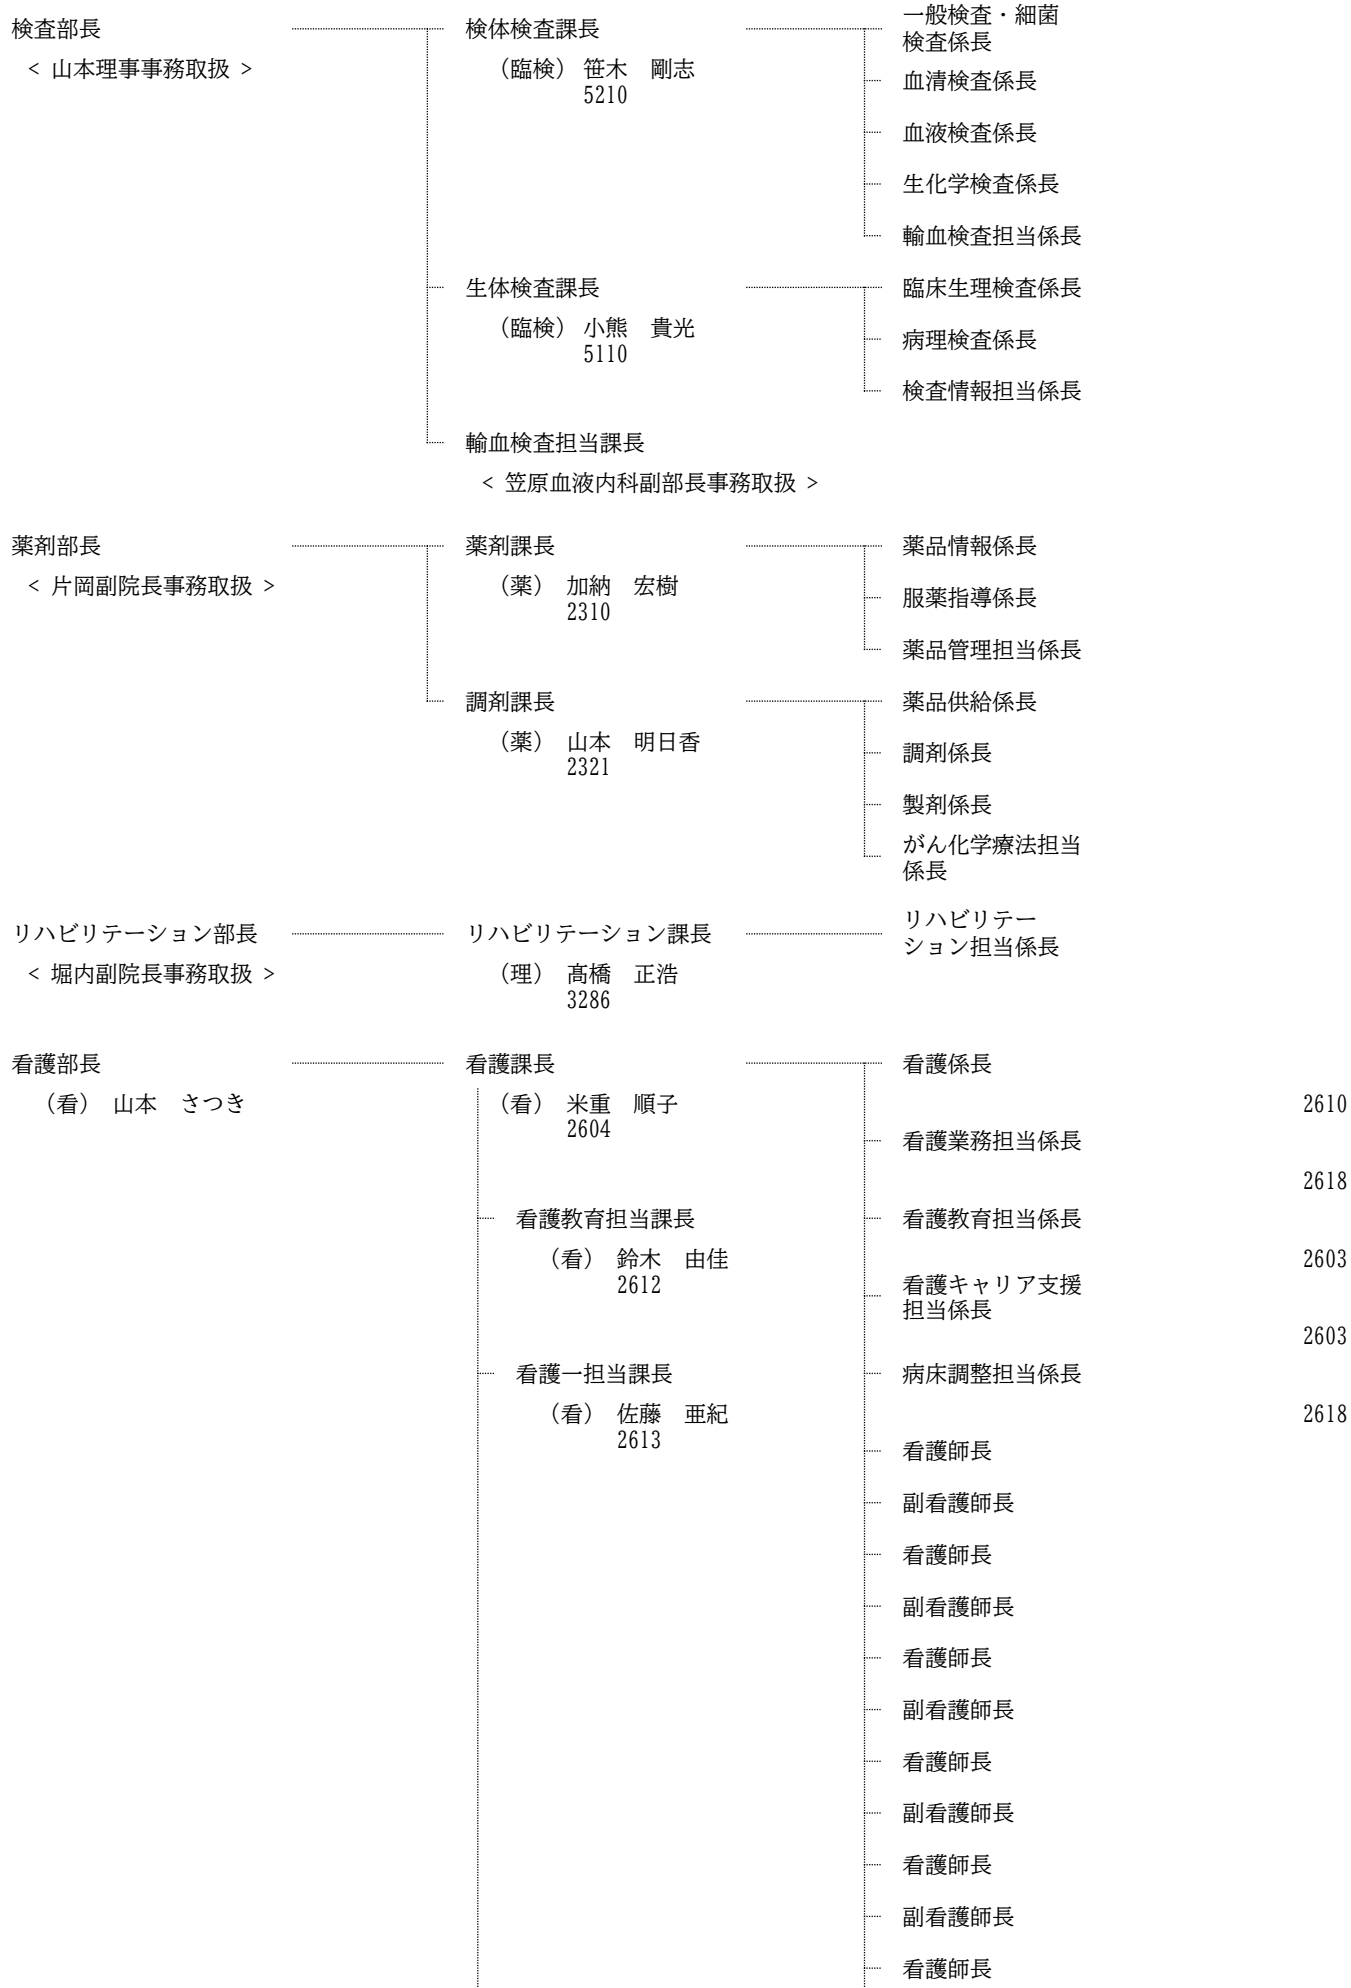 検査部長
< 山本理事事務取扱 >
検体検査課長
（臨検） 笹木　剛志
5210
一般検査・細菌
検査係長
血清検査係長
血液検査係長
生化学検査係長
輸血検査担当係長
生体検査課長
（臨検） 小熊　貴光
5110
臨床生理検査係長
病理検査係長
検査情報担当係長
輸血検査担当課長
< 笠原血液内科副部長事務取扱 >
薬剤部長
< 片岡副院長事務取扱 >
薬剤課長
（薬） 加納　宏樹
2310
薬品情報係長
服薬指導係長
薬品管理担当係長
調剤課長
（薬） 山本　明日香
2321
薬品供給係長
調剤係長
製剤係長
がん化学療法担当
係長
リハビリテーション部長
< 堀内副院長事務取扱 >
リハビリテーション課長
（理） 髙橋　正浩
3286
リハビリテー
ション担当係長
看護部長
（看） 山本　さつき
看護課長
（看） 米重　順子
2604
看護係長
2610
看護業務担当係長
2618
看護教育担当課長
（看） 鈴木　由佳
2612
看護教育担当係長
2603
看護キャリア支援
担当係長
2603
看護一担当課長
（看） 佐藤　亜紀
2613
病床調整担当係長
2618
看護師長
副看護師長
看護師長
副看護師長
看護師長
副看護師長
看護師長
副看護師長
看護師長
副看護師長
看護師長